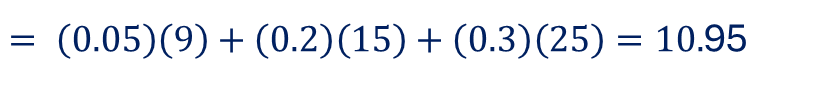 = (0.05)(9) + (0.2)(15) + (0.3)(25) = 10.95